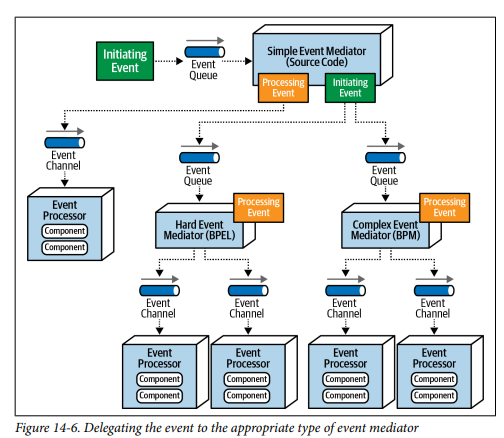 Initiating
Event
Event
Queue
Simple Event Mediator
(Source Code)
Processing
Event
Initiating
Event
Event
Channel
Event
Queue
Event
Queue
Event
Processor
Component
Component
Hard Event
Mediator (BPEL)
Processing
Event
Complex Event
Mediator (BPM)
Processing
Event
Event
Channel
Event
Channel
Event
Channel
Event
Channel
Event
Processor
Component
Component
Event
Processor
Component
Component
Event
Processor
Component
Component
Event
Processor
Component
Component
Figure 14-6. Delegating the event to the appropriate type of event mediator